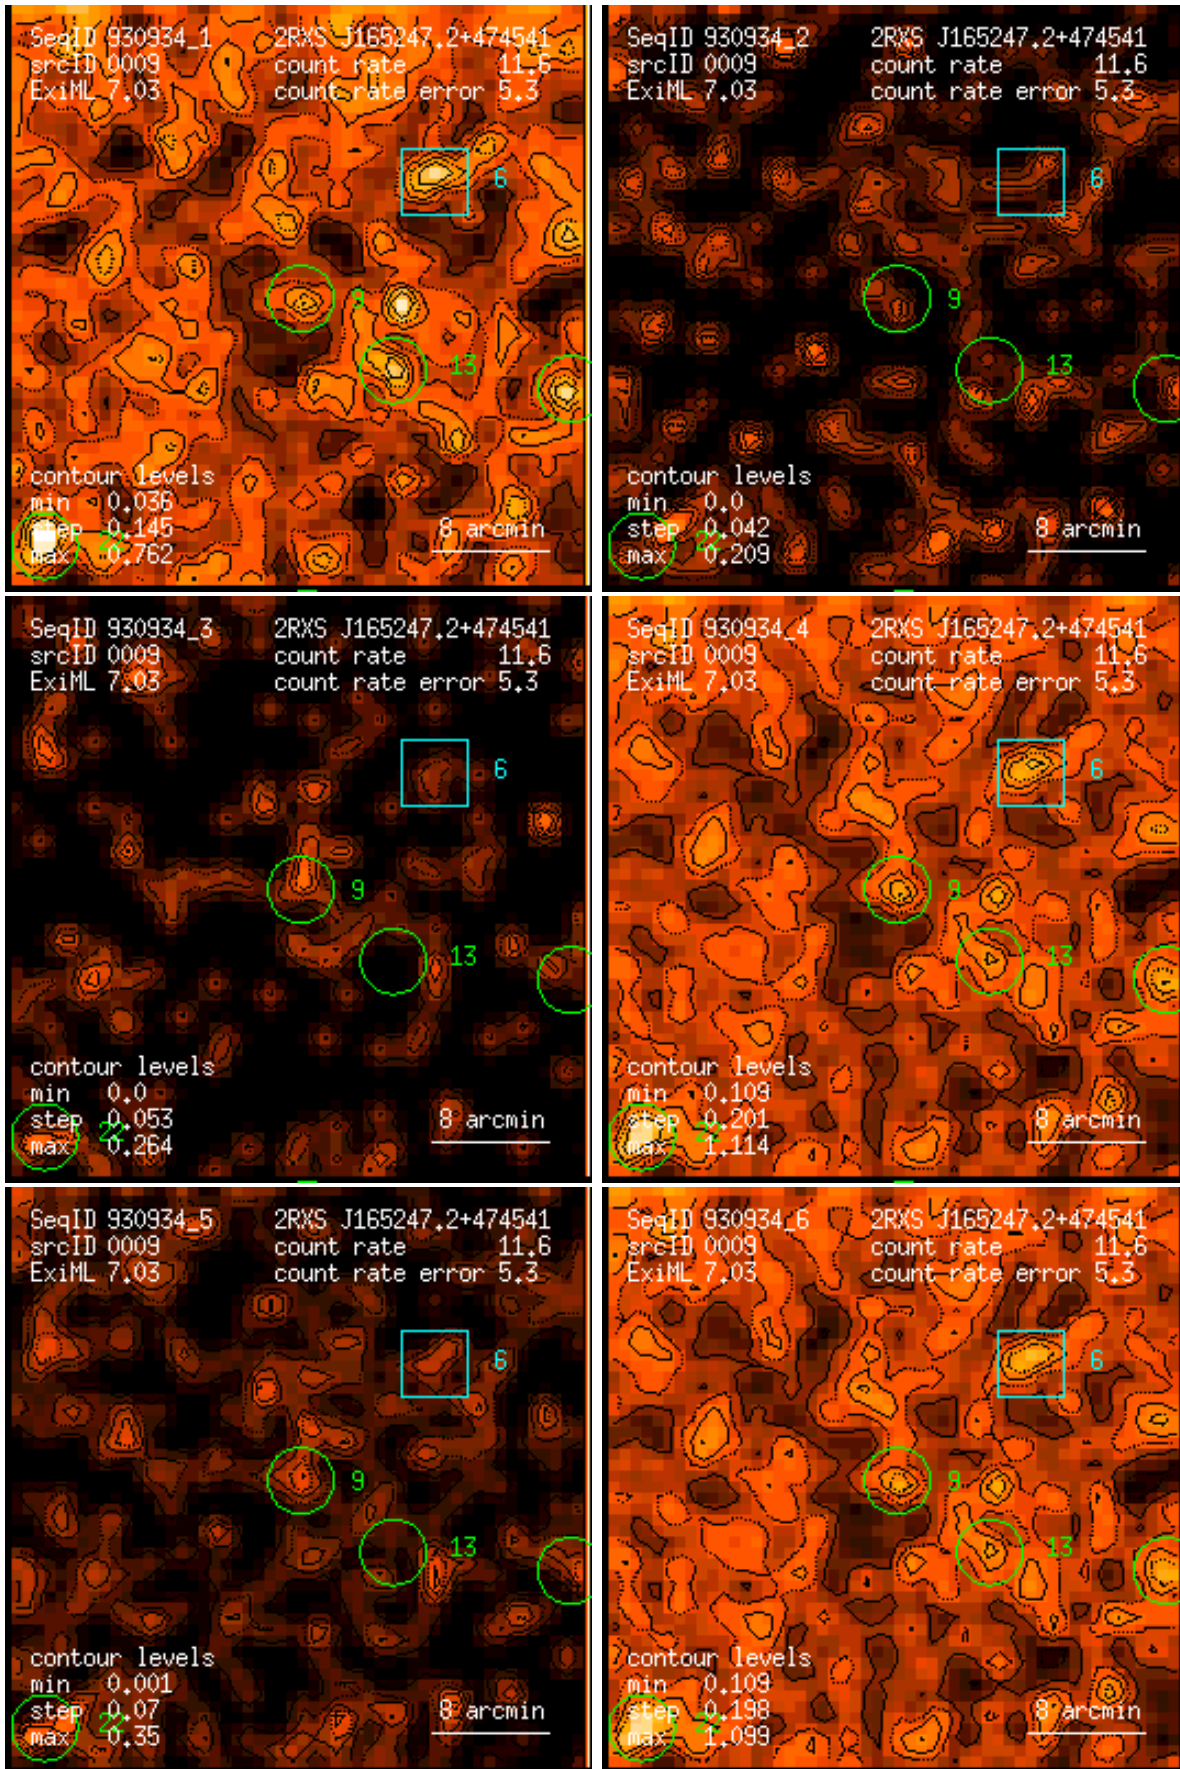 SeqID 930934_1 2RXS J165247.2+474541
srcID 0009 count rate 11.6
ExiML 7.03 count rate error 5.3
6
9
13
contour levels
min 0.036
step 0.145 8 arcmin
max 0.762
SeqID 930934_2 2RXS J165247.2+474541
srcID 0009 count rate 11.6
ExiML 7.03 count rate error 5.3
6
9
13
contour levels
min 0.0
step 0.042 8 arcmin
max 0.209
SeqID 930934_3 2RXS J165247.2+474541
srcID 0009 count rate 11.6
ExiML 7.03 count rate error 5.3
6
9
13
contour levels
min 0.0
step 0.053 8 arcmin
max 0.264
SeqID 930934_4 2RXS J165247.2+474541
srcID 0009 count rate 11.6
ExiML 7.03 count rate error 5.3
6
9
13
contour levels
min 0.109
step 0.201 8 arcmin
max 1.114
SeqID 930934_5 2RXS J165247.2+474541
srcID 0009 count rate 11.6
ExiML 7.03 count rate error 5.3
6
9
13
contour levels
min 0.001
step 0.07 8 arcmin
max 0.35
SeqID 930934_6 2RXS J165247.2+474541
srcID 0009 count rate 11.6
ExiML 7.03 count rate error 5.3
6
9
13
contour levels
min 0.109
step 0.198 8 arcmin
max 1.099